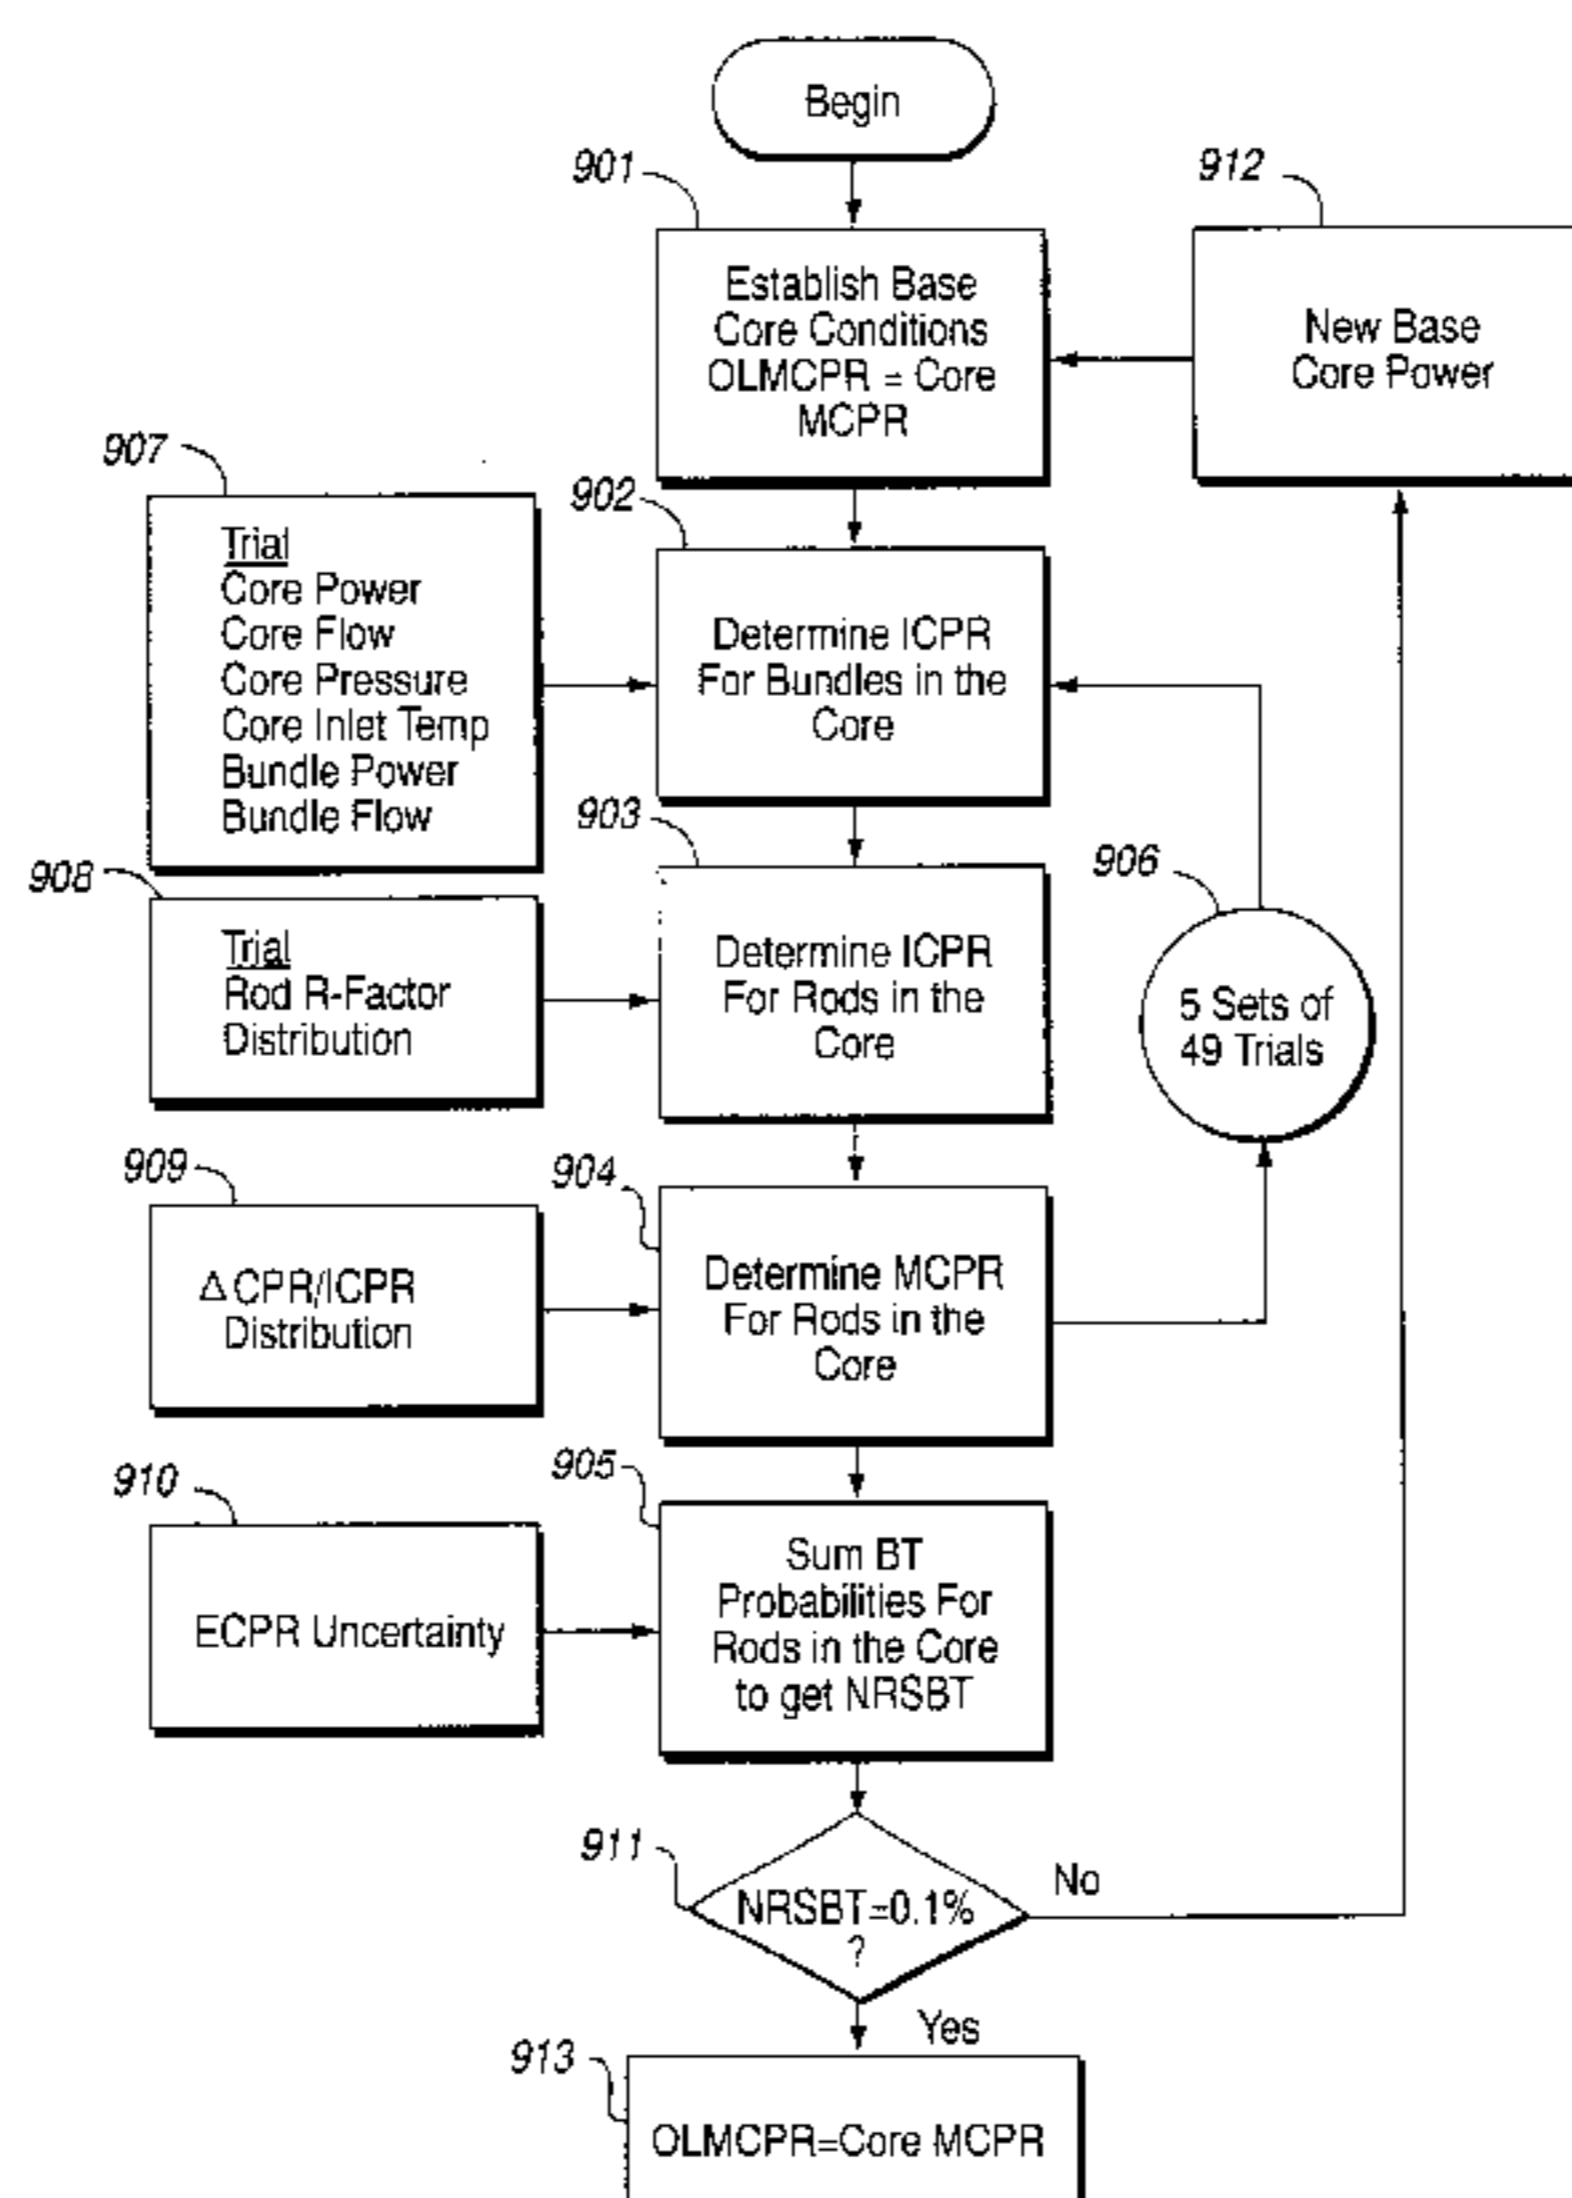 Begin
901
Establish Base
Core Conditions
OLMCPR = Core
MCPR
912
New Base
Core Power
907
Trial
Core Power
Core Flow
Core Pressure
Core Inlet Temp
Bundle Power
Bundle Flow
902
Determine ICPR
For Bundles in the
Core
908
Trial
Rod R-Factor
Distribution
903
Determine ICPR
For Rods in the
Core
906
5 Sets of
49 Trials
909
Δ CPR/ICPR
Distribution
904
Determine MCPR
For Rods in the
Core
910
ECPR Uncertainty
905
Sum BT
Probabilities For
Rods in the Core
to get NRSBT
911
NRSBT=0.1%
?
No
Yes
913
OLMCPR=Core MCPR